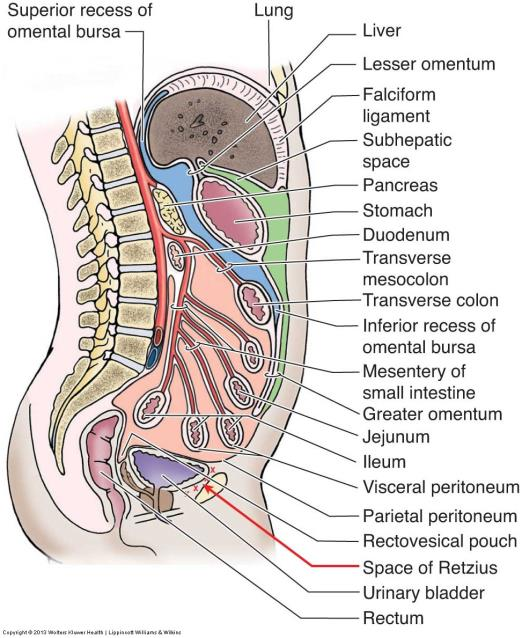 Superior recess of
omental bursa
Lung
Liver
Lesser omentum
Falciform
ligament
Subhepatic
space
Pancreas
Stomach
Duodenum
Transverse
mesocolon
Transverse colon
Inferior recess of
omental bursa
Mesentery of
small intestine
Greater omentum
Jejunum
Ileum
Visceral peritoneum
Parietal peritoneum
Rectovesical pouch
Space of Retzius
Urinary bladder
Rectum
x
x
x
Copyright © 2013 Wolters Kluwer Health | Lippincott Williams & Wilkins